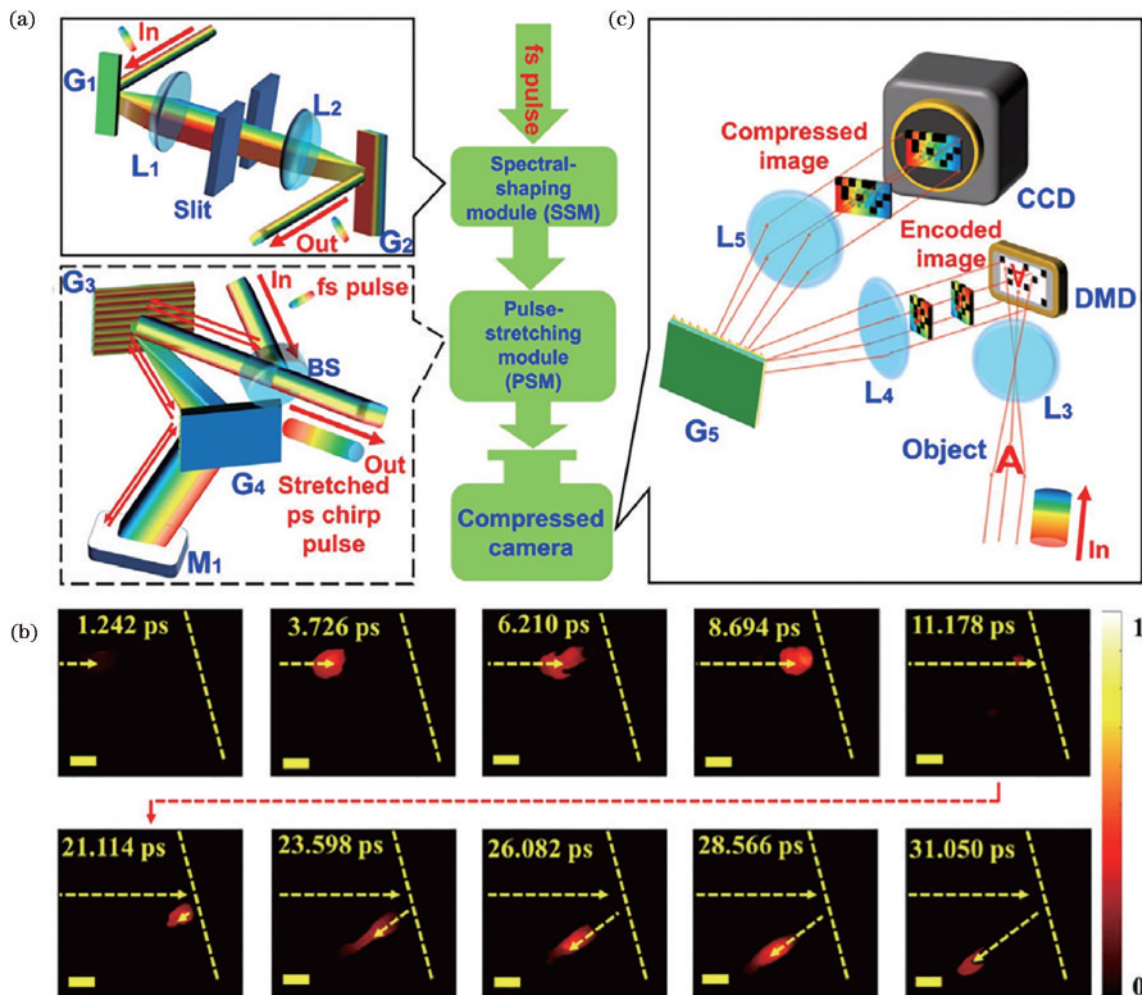 (a)
In
G1
L1
Slit
L2
Out
G2
G3
In
fs pulse
BS
Out
G4
Stretched
ps chirp
pulse
M1
fs pulse
Spectral-
shaping
module (SSM)
Pulse-
stretching
module
(PSM)
Compressed
camera
(c)
Compressed
image
CCD
L5
Encoded
image
A
DMD
L4
L3
G5
Object
A
In
(b)
1.242 ps
3.726 ps
6.210 ps
8.694 ps
11.178 ps
1
21.114 ps
23.598 ps
26.082 ps
28.566 ps
31.050 ps
0